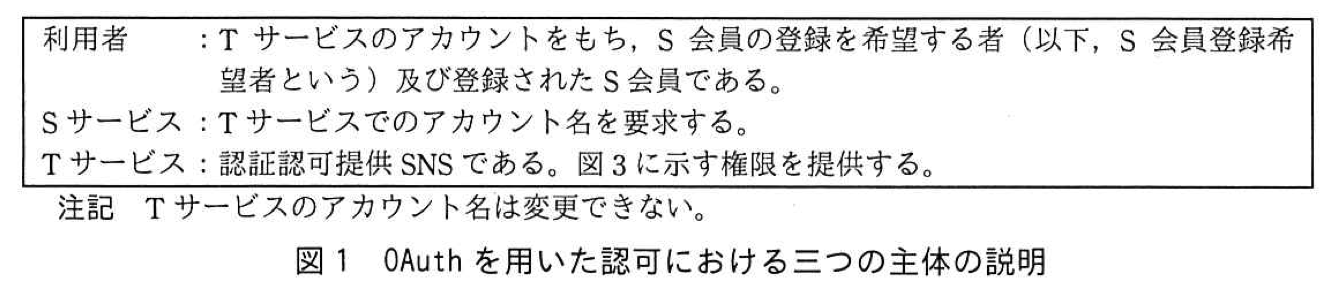 利用者　　：T サービスのアカウントをもち，S 会員の登録を希望する者（以下，S 会員登録希
望者という）及び登録された S 会員である。
S サービス：T サービスでのアカウント名を要求する。
T サービス：認証認可提供 SNS である。図 3 に示す権限を提供する。
注記　T サービスのアカウント名は変更できない。
図 1　OAuth を用いた認可における三つの主体の説明